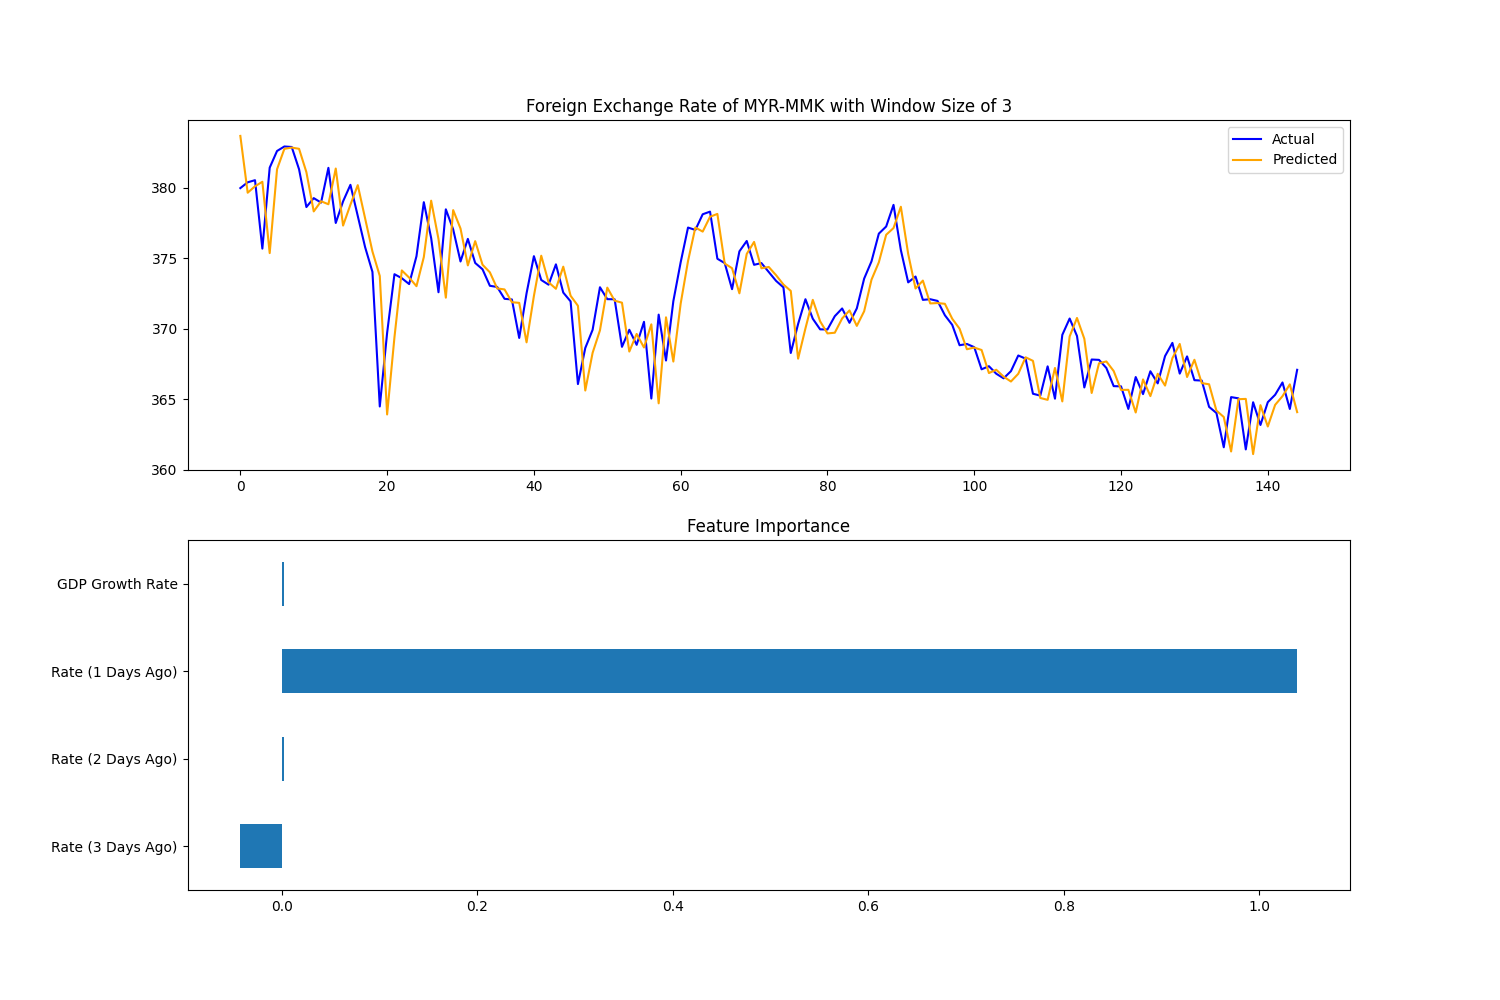 Foreign Exchange Rate of MYR-MMK with Window Size of 3
Actual
Predicted
380
375
370
365
360
0 20 40 60 80 100 120 140
Feature Importance
GDP Growth Rate
Rate (1 Days Ago)
Rate (2 Days Ago)
Rate (3 Days Ago)
0.0 0.2 0.4 0.6 0.8 1.0